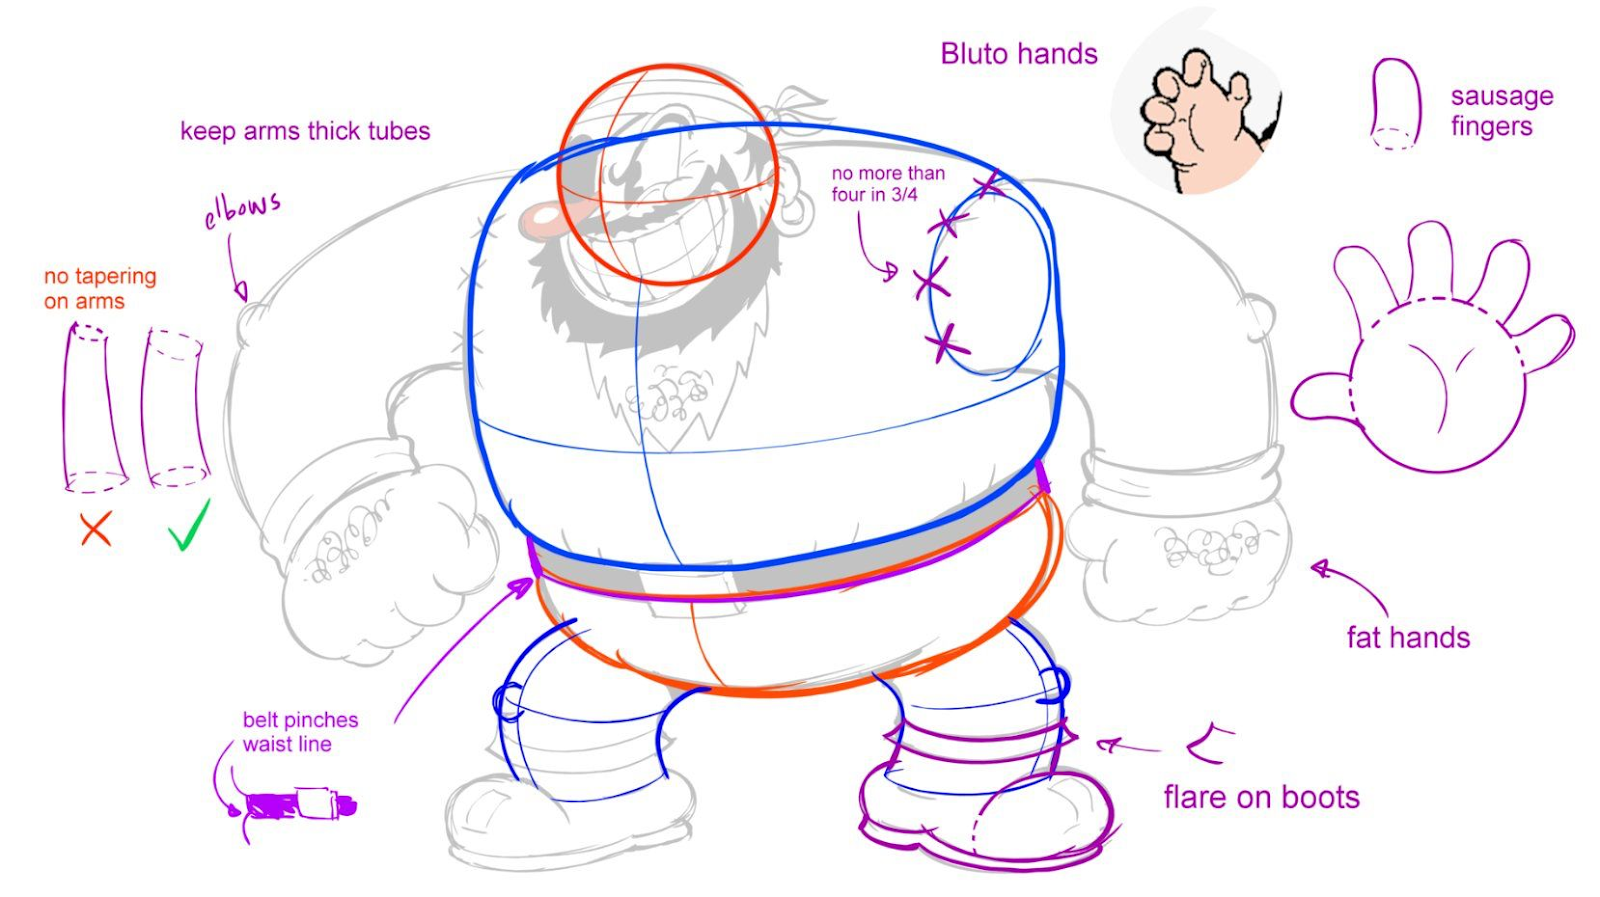 Bluto hands
sausage
fingers
keep arms thick tubes
no more than
four in 3/4
elbows
no tapering
on arms
fat hands
belt pinches
waist line
flare on boots